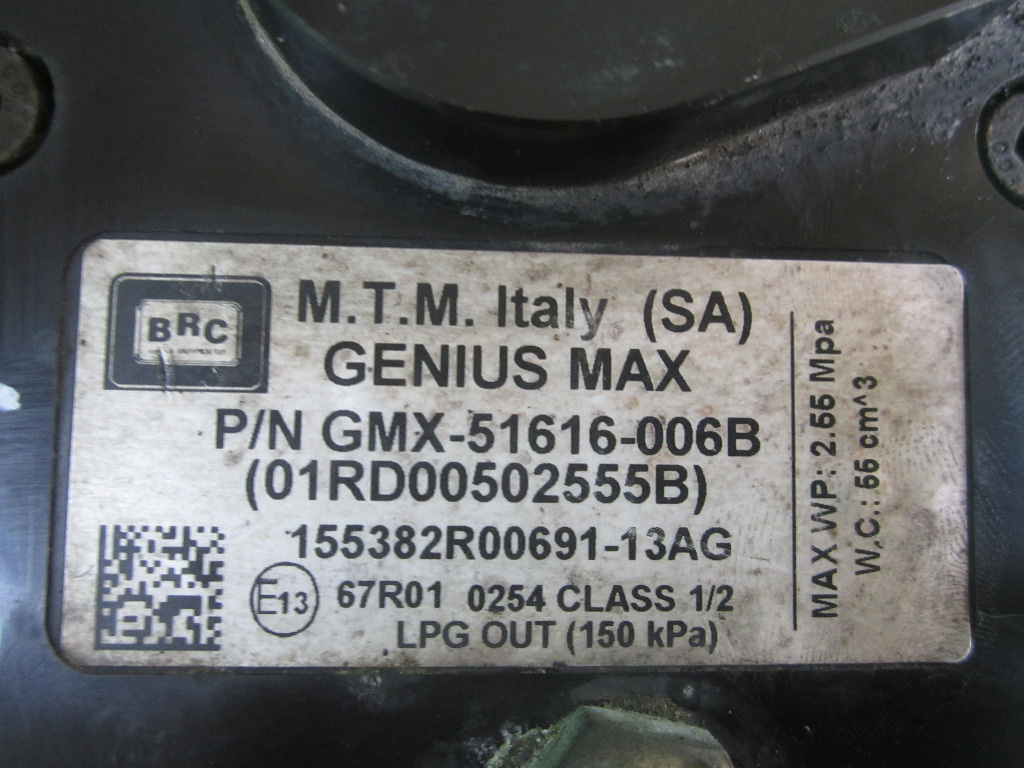 BRC
M.T.M. Italy (SA)
GENIUS MAX
P/N GMX-51616-006B
(01RD00502555B)
155382R00691-13AG
E13 67R01 0254 CLASS 1/2
LPG OUT (150 kPa)
MAX WP: 2.55 Mpa
W.C.: 55 cm^3